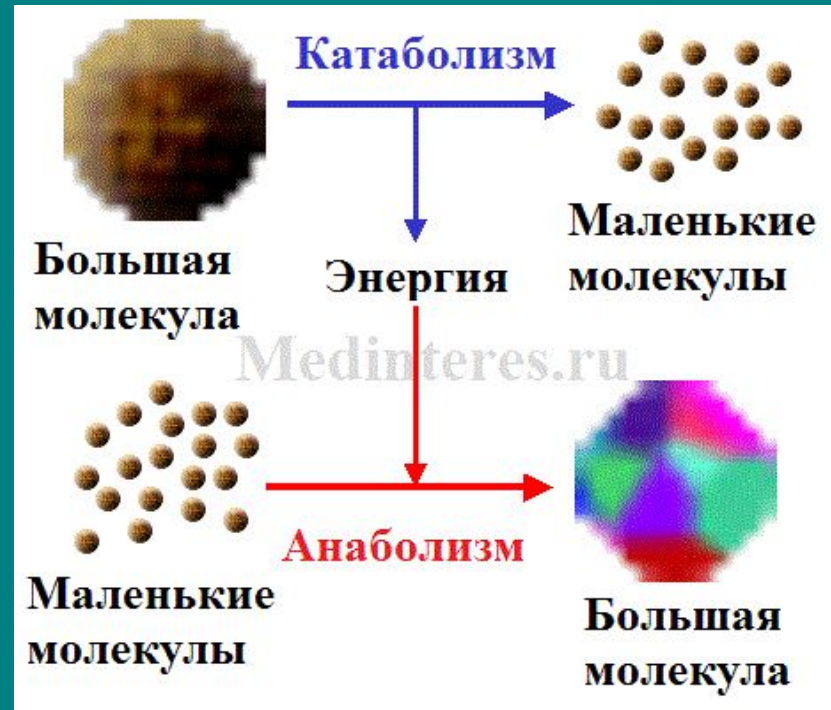 Катаболизм
Большая
молекула
Энергия
Маленькие
молекулы
Medinteres.ru
Анаболизм
Маленькие
молекулы
Большая
молекула